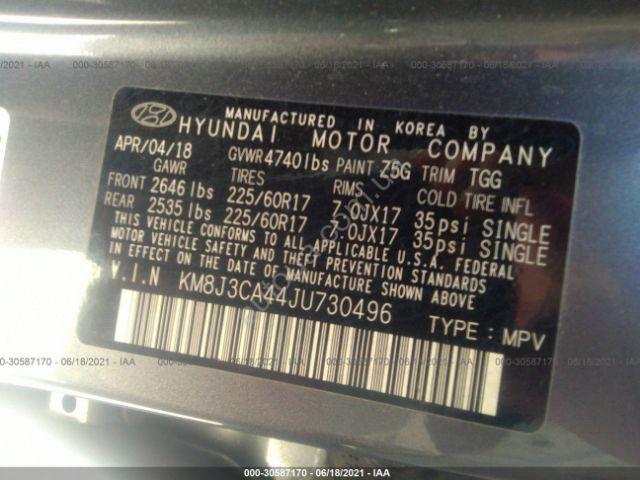 000-30587170 - 06/18/2021 - IAA
MANUFACTURED IN KOREA BY
HYUNDAI MOTOR COMPANY
APR/04/18 GVWR 4740lbs PAINT Z5G TRIM TGG
GAWR TIRES RIMS COLD TIRE INFL
FRONT 2646 lbs 225/60R17 7.0JX17 35psi SINGLE
REAR 2535 lbs 225/60R17 7.0JX17 35psi SINGLE
THIS VEHICLE CONFORMS TO ALL APPLICABLE U.S.A. FEDERAL
MOTOR VEHICLE SAFETY AND THEFT PREVENTION STANDARDS
IN EFFECT ON THE DATE OF MANUFACTURE SHOWN ABOVE
V.I.N KM8J3CA44JU730496
TYPE : MPV
000-30587170 - 06/18/2021 - IAA